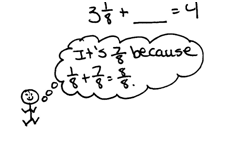 3 1/8 + ___ = 4
It's 7/8 because
1/8 + 7/8 = 8/8.